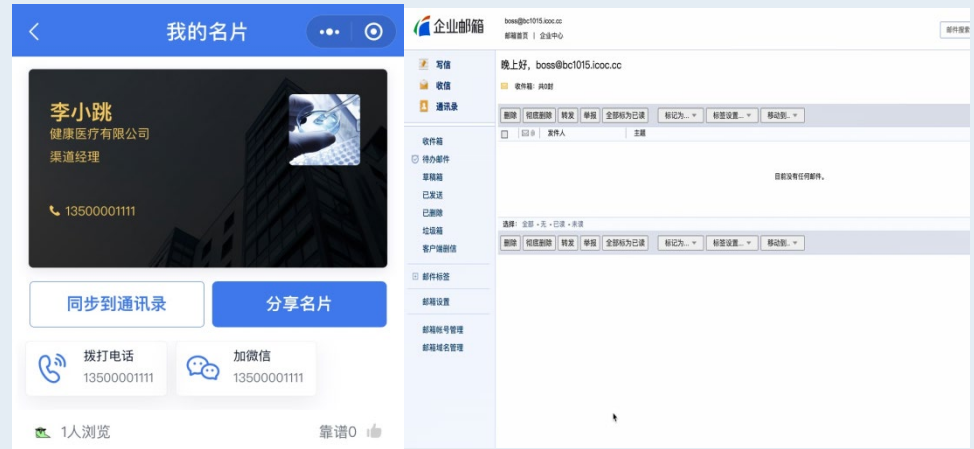 我的名片
李小跳
健康医疗有限公司
渠道经理
13500001111
同步到通讯录
分享名片
拨打电话
13500001111
加微信
13500001111
1人浏览
靠谱0
企业邮箱
boss@bc1015.icoc.cc
邮箱首页 | 企业中心
邮件搜索
写信
收信
通讯录
收件箱
待办邮件
草稿箱
已发送
已删除
垃圾箱
客户端删信
邮件标签
邮箱设置
邮箱帐号管理
邮箱域名管理
晚上好，boss@bc1015.icoc.cc
收件箱: 共0封
删除 彻底删除 转发 举报 全部标为已读 标记为... 标签设置... 移动到...
发件人 主题
目前没有任何邮件。
选择: 全部 - 无 - 已读 - 未读
删除 彻底删除 转发 举报 全部标为已读 标记为... 标签设置... 移动到...